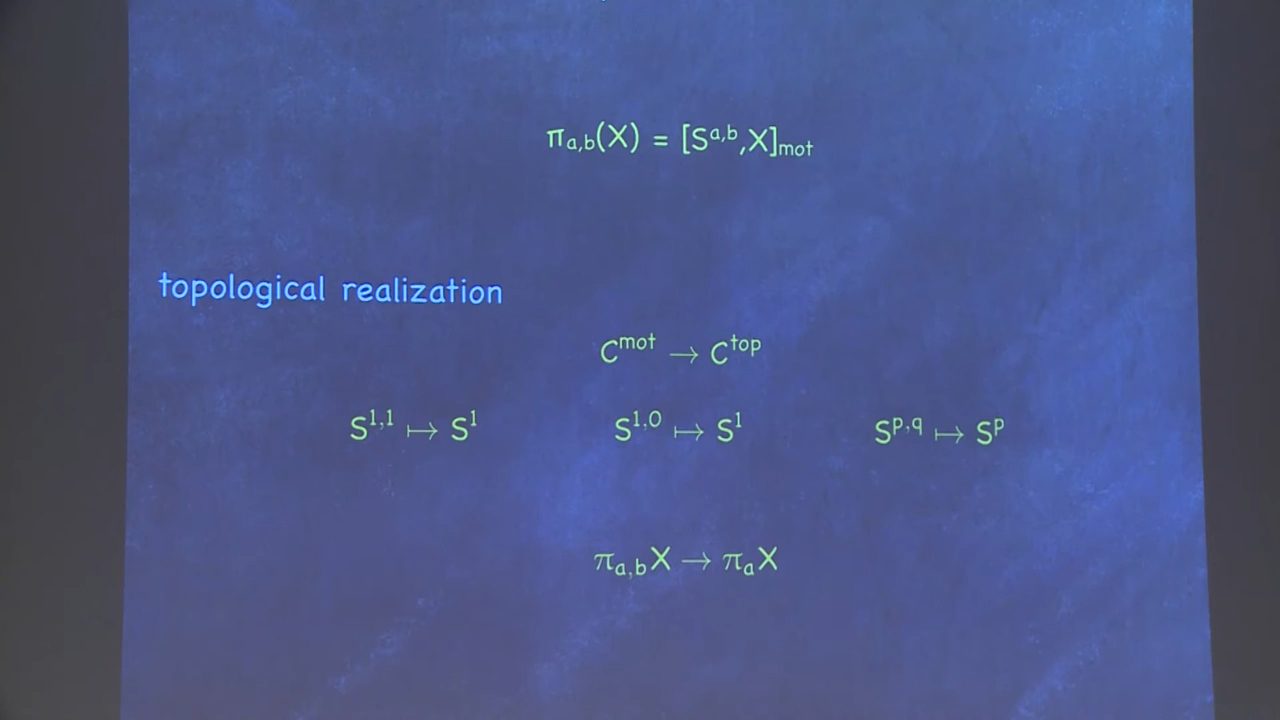 πa,b(X) = [Sa,b,X]mot
topological realization
Cmot → Ctop
S1,1 ↦ S1 S1,0 ↦ S1 Sp,q ↦ Sp
πa,bX → πaX